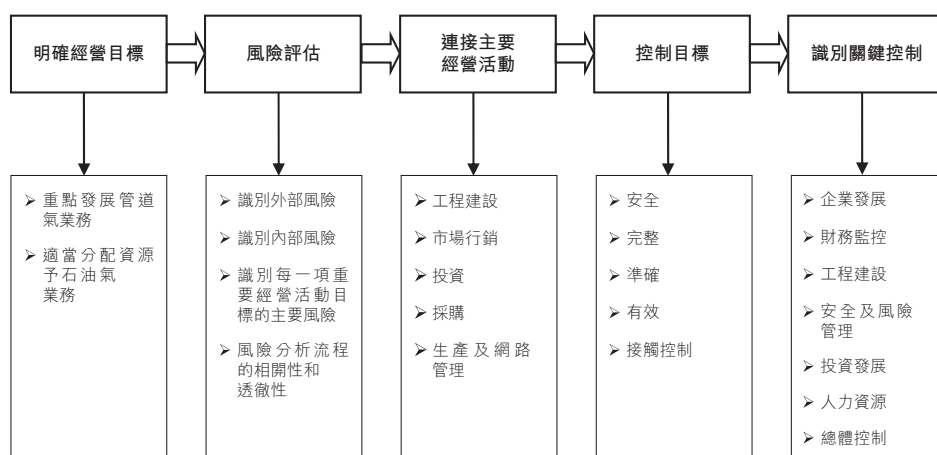 明確經營目標
風險評估
連接主要
經營活動
控制目標
識別關鍵控制
➢ 重點發展管道
氣業務
➢ 適當分配資源
予石油氣
業務
➢ 識別外部風險
➢ 識別內部風險
➢ 識別每一項重
要經營活動目
標的主要風險
➢ 風險分析流程
的相開性和
透徹性
➢ 工程建設
➢ 市場行銷
➢ 投資
➢ 採購
➢ 生產及網路
管理
➢ 安全
➢ 完整
➢ 準確
➢ 有效
➢ 接觸控制
➢ 企業發展
➢ 財務監控
➢ 工程建設
➢ 安全及風險
管理
➢ 投資發展
➢ 人力資源
➢ 總體控制